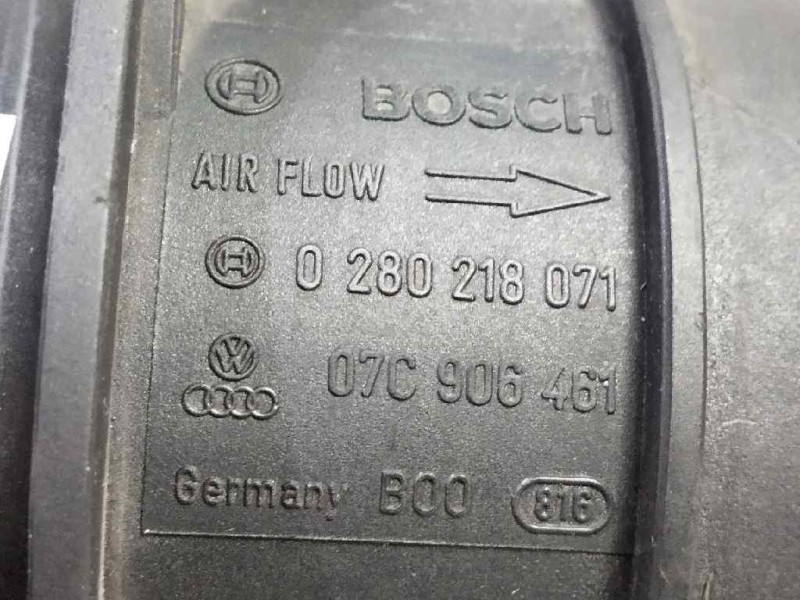 BOSCH
AIR FLOW
0 280 218 071
07C 906 461
Germany B00 816